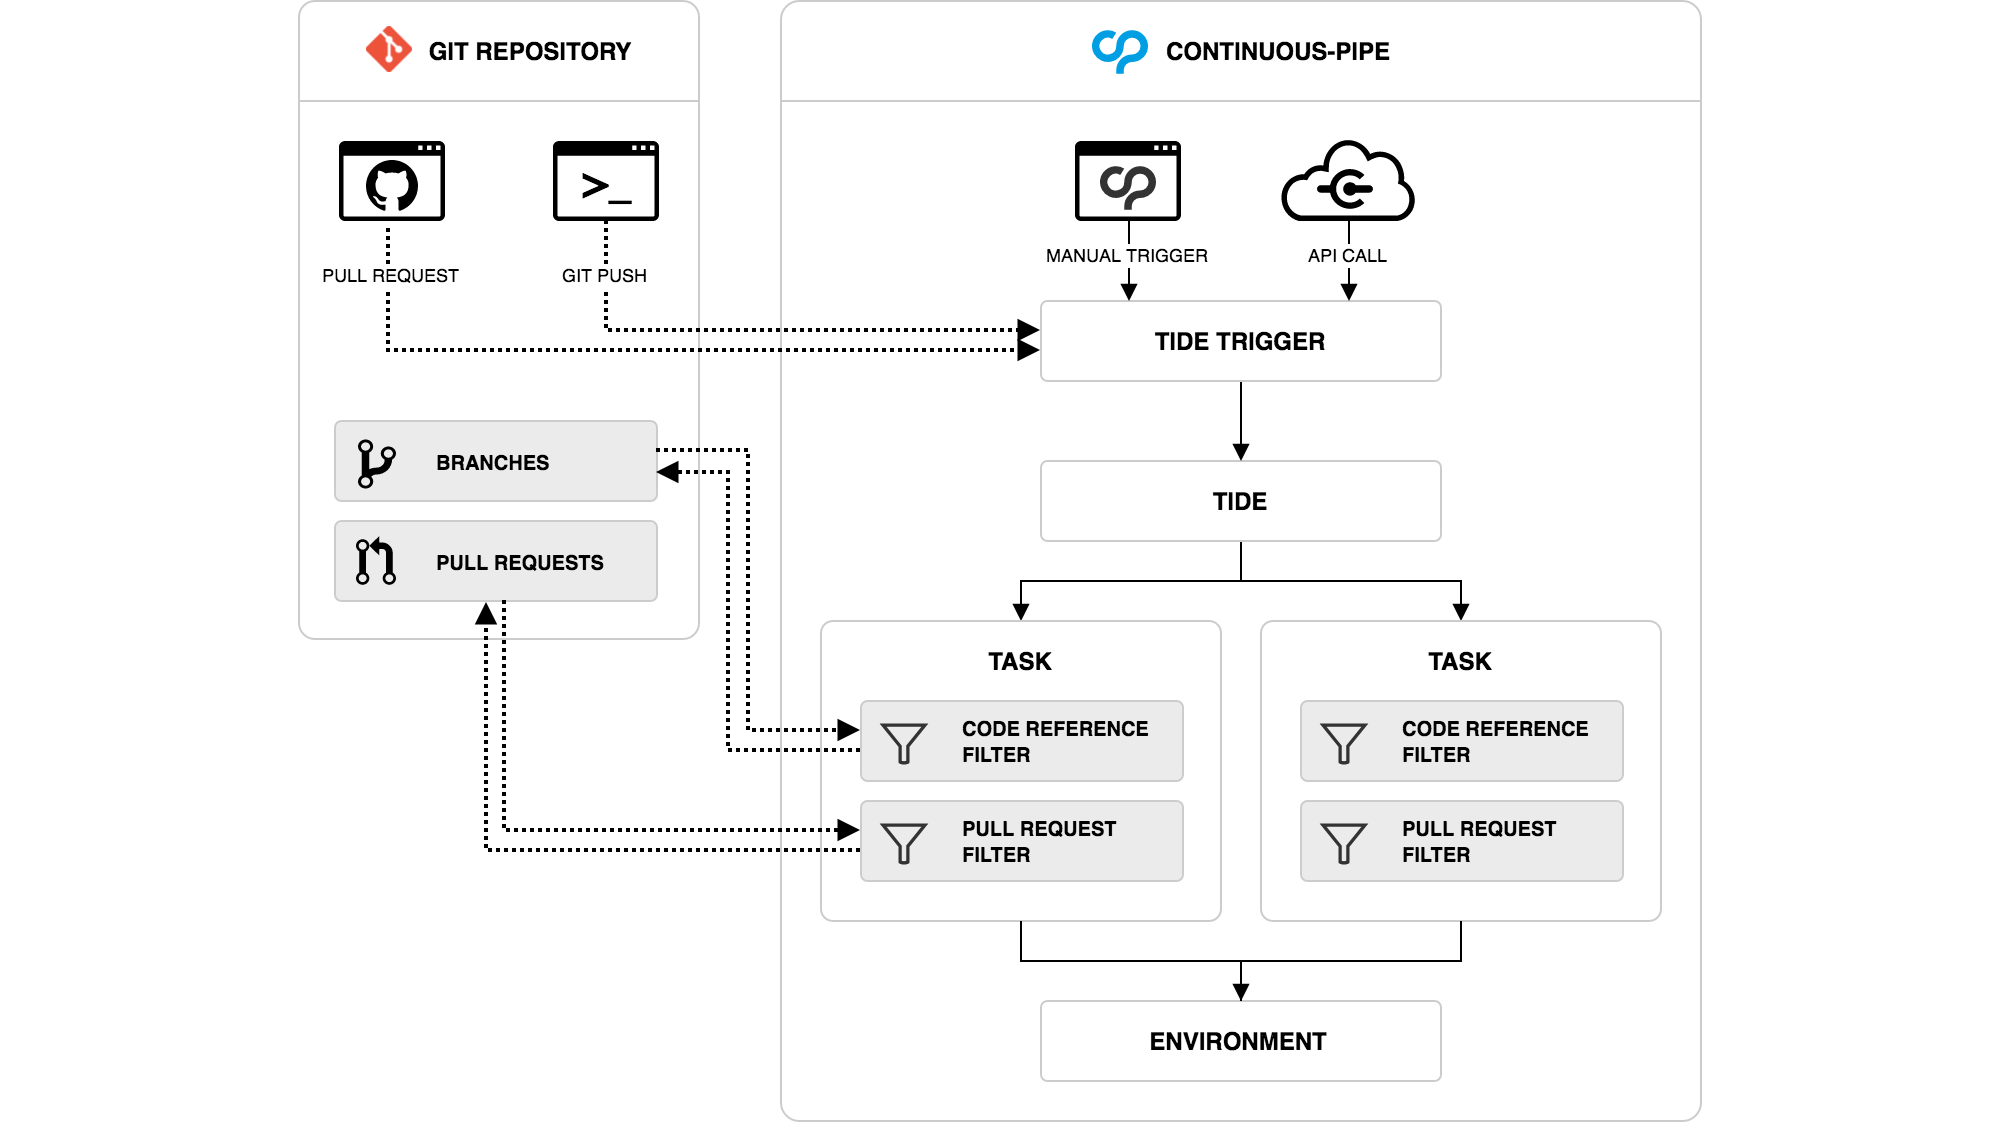 GIT REPOSITORY
CONTINUOUS-PIPE
>_
PULL REQUEST
GIT PUSH
MANUAL TRIGGER
API CALL
TIDE TRIGGER
BRANCHES
PULL REQUESTS
TIDE
TASK
CODE REFERENCE
FILTER
PULL REQUEST
FILTER
TASK
CODE REFERENCE
FILTER
PULL REQUEST
FILTER
ENVIRONMENT